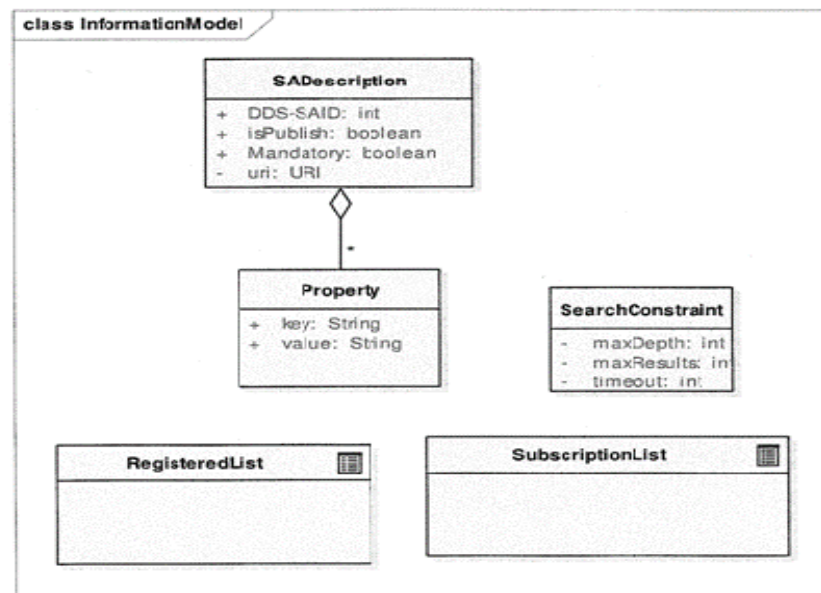 class InformationModel
SADescription
+ DDS-SAID: int
+ isPublish: boolean
+ Mandatory: boolean
- uri: URI
*
Property
+ key: String
+ value: String
SearchConstraint
- maxDepth: int
- maxResults: int
- timeout: int
RegisteredList
SubscriptionList